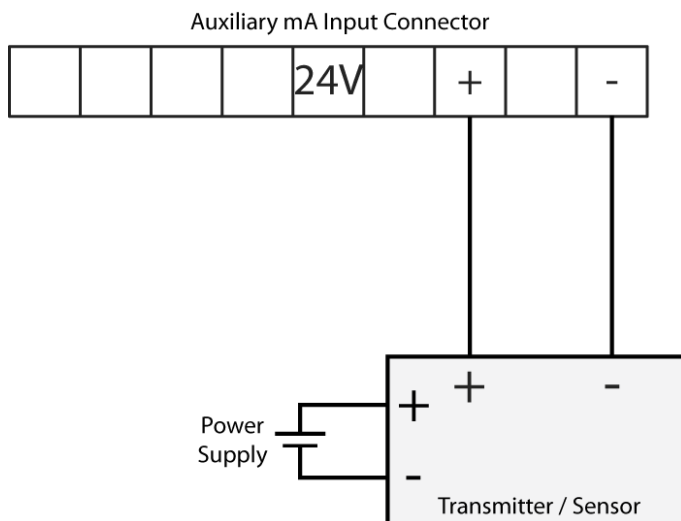 Auxiliary mA Input Connector
24V + -
+ -
+
Power
Supply
-
Transmitter / Sensor